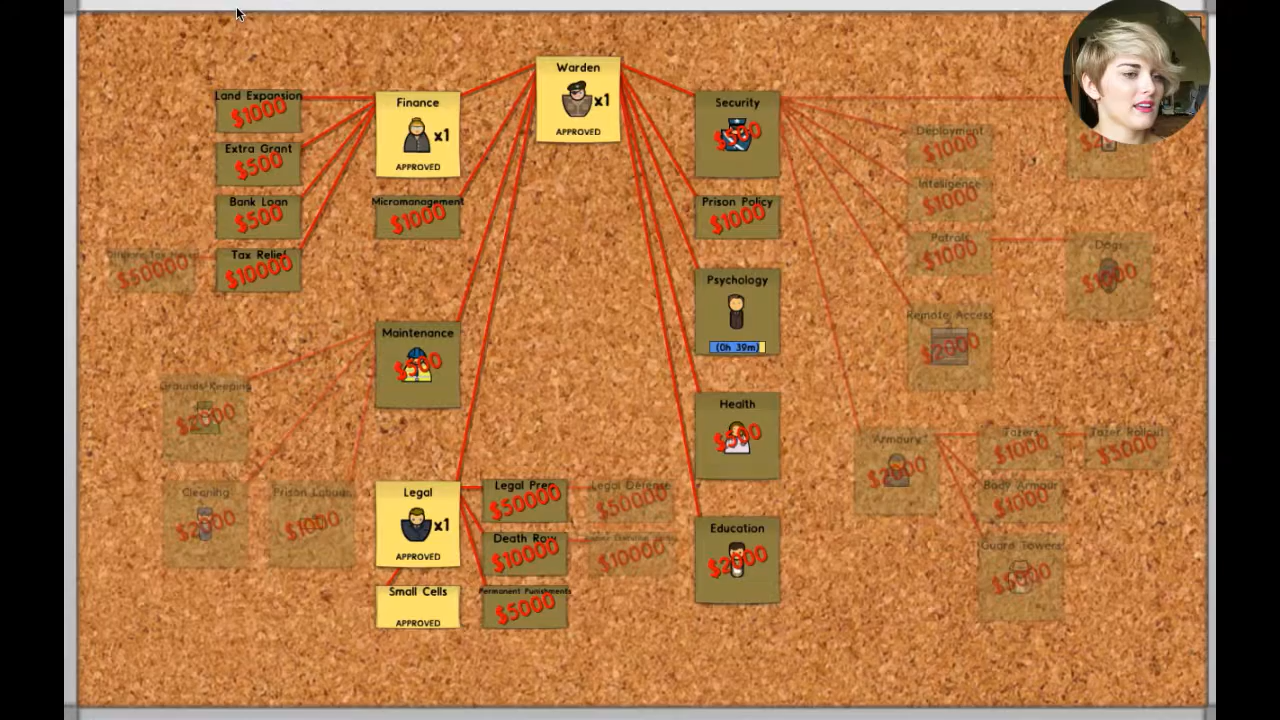 Warden
x1
APPROVED
Land Expansion
$1000
Finance
x1
APPROVED
Security
$500
Extra Grant
$500
Deployment
$1000
Bank Loan
$500
Micromanagement
$1000
Prison Policy
$1000
Inteligence
$1000
Tax Relief
$10000
$50000
Patrols
$1000
Dogs
$1000
Psychology
(0h 39m)
Remote Access
$2000
Maintenance
$500
Grounds Keeping
$2000
Health
$500
Armoury
$2000
Tazers
$1000
Tazer Rollout
$5000
Cleaning
$2000
Prison Labour
$1000
Legal
x1
APPROVED
Legal Prep
$50000
Legal Defense
$50000
Body Armour
$1000
Death Row
$10000
$10000
Education
$2000
Guard Towers
$5000
Small Cells
APPROVED
Permanent Punishments
$5000